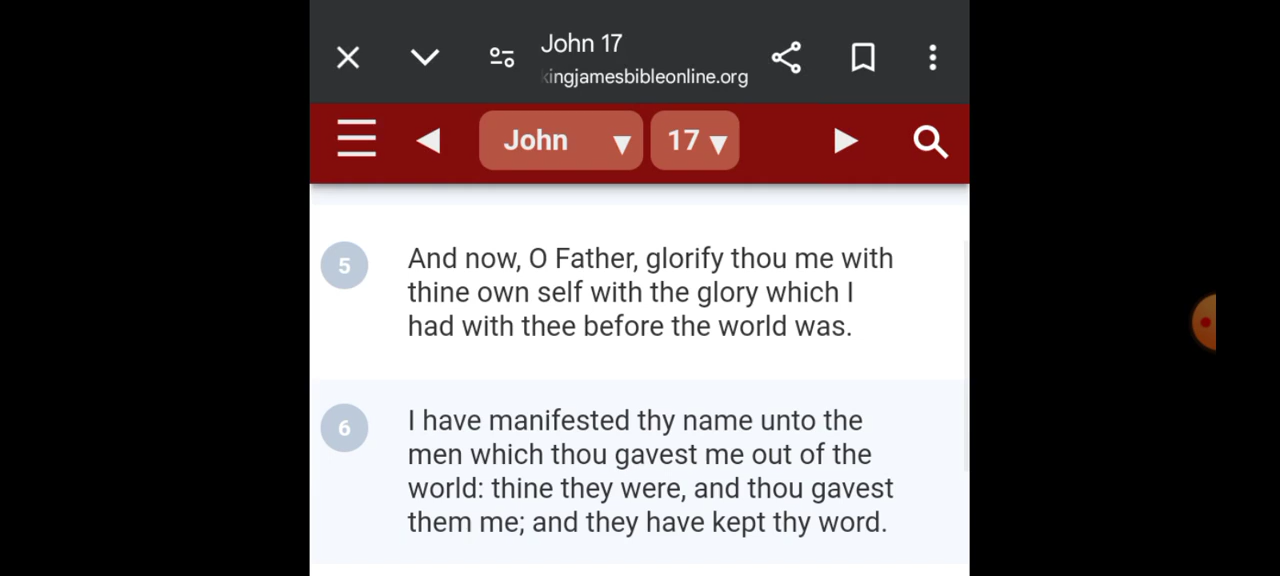 John 17
kingjamesbibleonline.org
John
17
5
And now, O Father, glorify thou me with
thine own self with the glory which I
had with thee before the world was.
6
I have manifested thy name unto the
men which thou gavest me out of the
world: thine they were, and thou gavest
them me; and they have kept thy word.